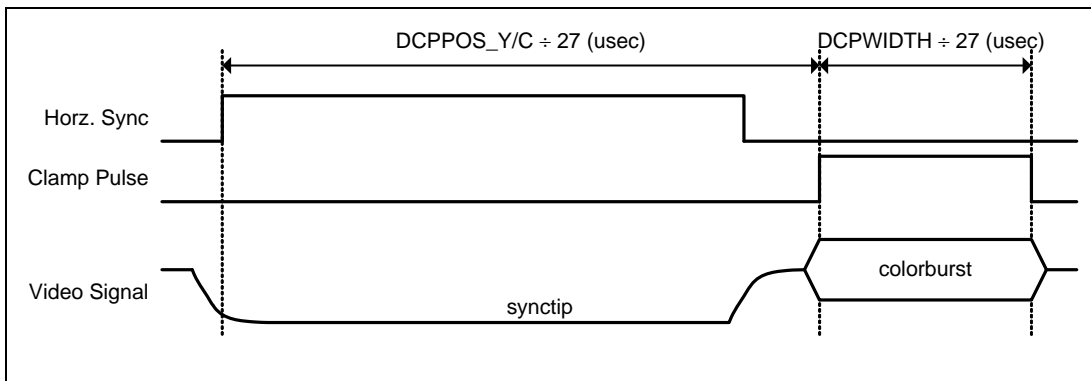 DCPPOS_Y/C ÷ 27 (usec) DCPWIDTH ÷ 27 (usec)
Horz. Sync
Clamp Pulse
Video Signal
colorburst
synctip